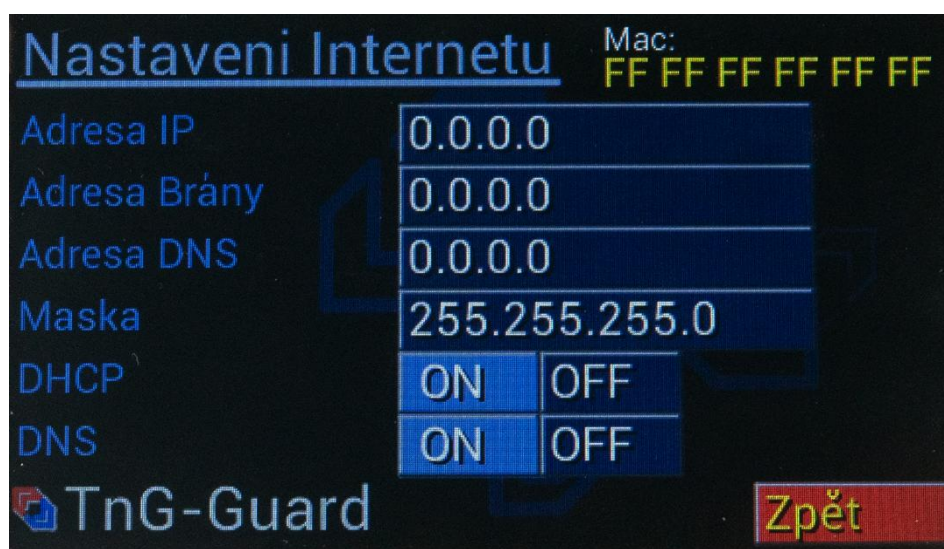 Nastaveni Internetu
Mac:
FF FF FF FF FF FF
Adresa IP 0.0.0.0
Adresa Brány 0.0.0.0
Adresa DNS 0.0.0.0
Maska 255.255.255.0
DHCP ON OFF
DNS ON OFF
TnG-Guard
Zpět